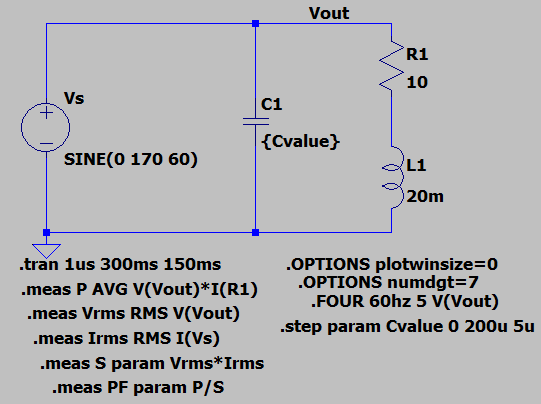 Vout
R1
10
Vs
C1
{Cvalue}
SINE(0 170 60)
L1
20m
.tran 1us 300ms 150ms
.meas P AVG V(Vout)*I(R1)
.meas Vrms RMS V(Vout)
.meas Irms RMS I(Vs)
.meas S param Vrms*Irms
.meas PF param P/S
.OPTIONS plotwinsize=0
.OPTIONS numdgt=7
.FOUR 60hz 5 V(Vout)
.step param Cvalue 0 200u 5u